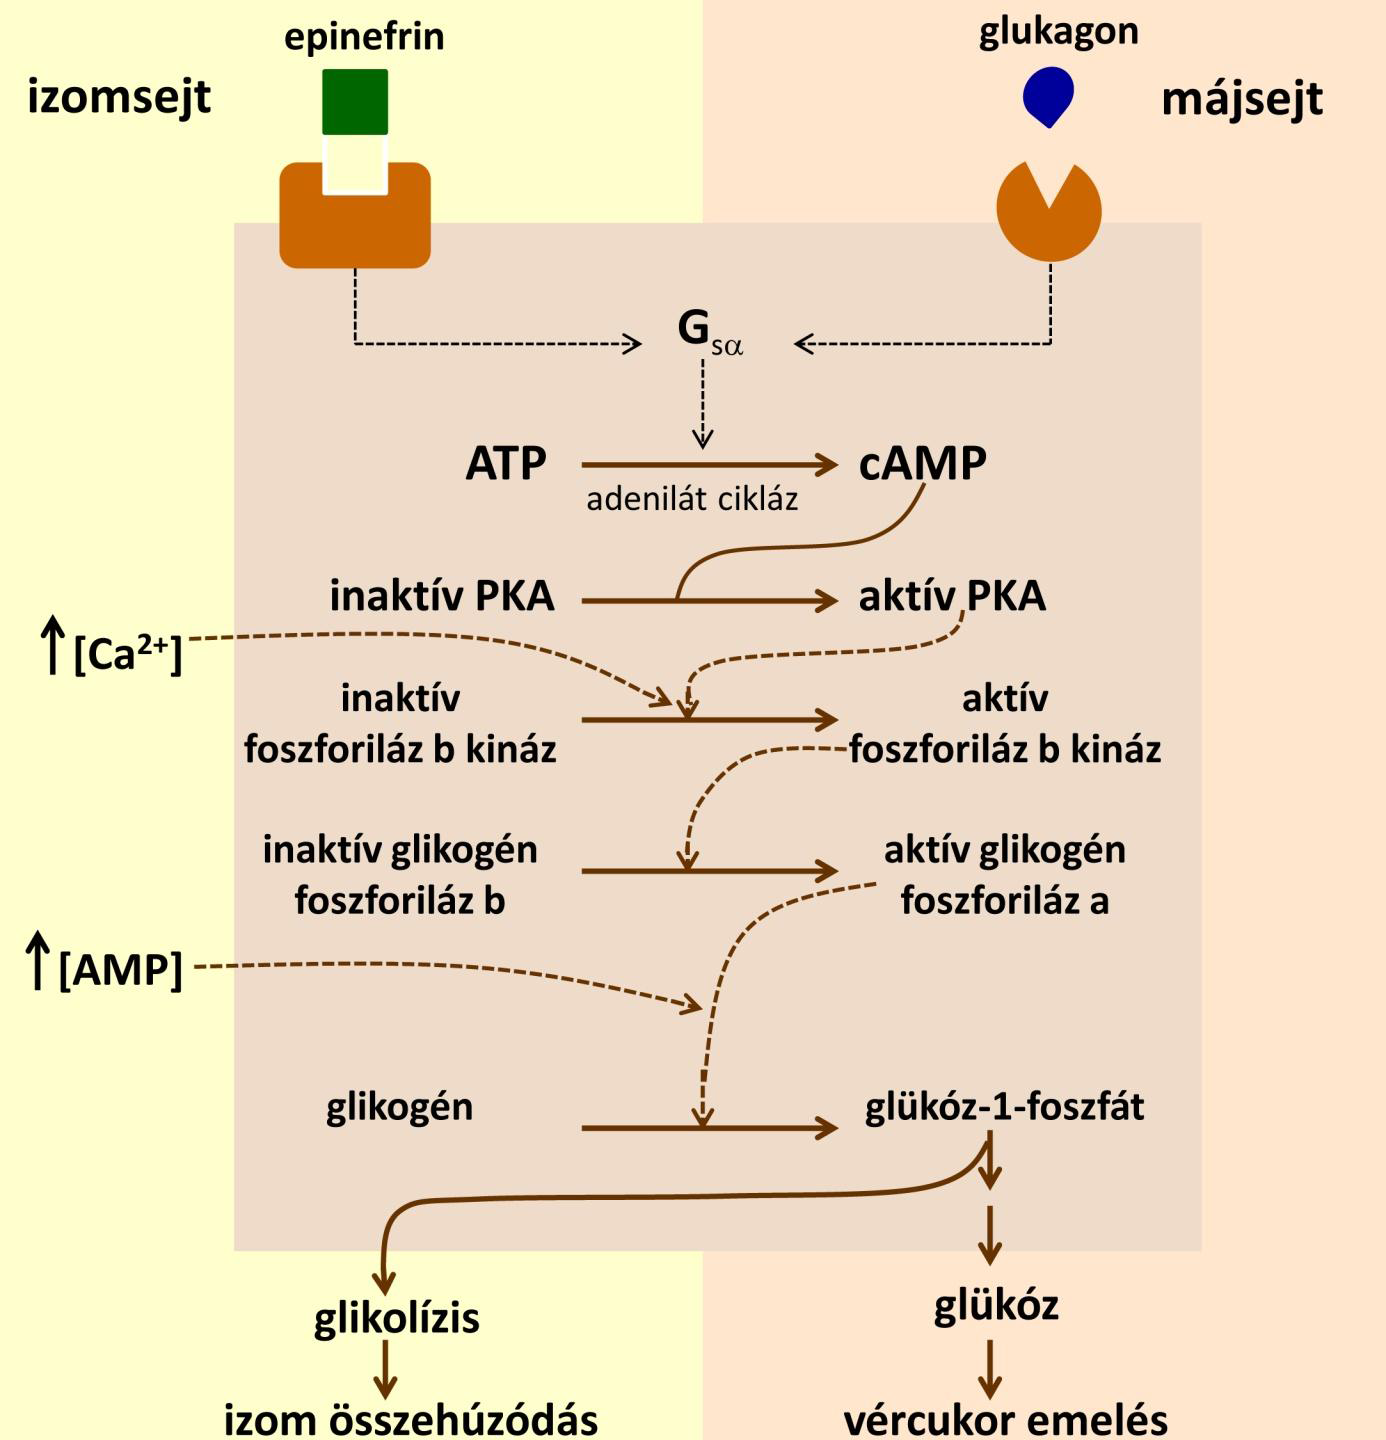 epinefrin
glukagon
izomsejt
májsejt
Gsα
ATP
cAMP
adenilát cikláz
inaktív PKA
aktív PKA
[Ca²⁺]
inaktív
foszforiláz b kináz
aktív
foszforiláz b kináz
inaktív glikogén
foszforiláz b
aktív glikogén
foszforiláz a
[AMP]
glikogén
glükóz-1-foszfát
glikolízis
glükóz
izom összehúzódás
vércukor emelés